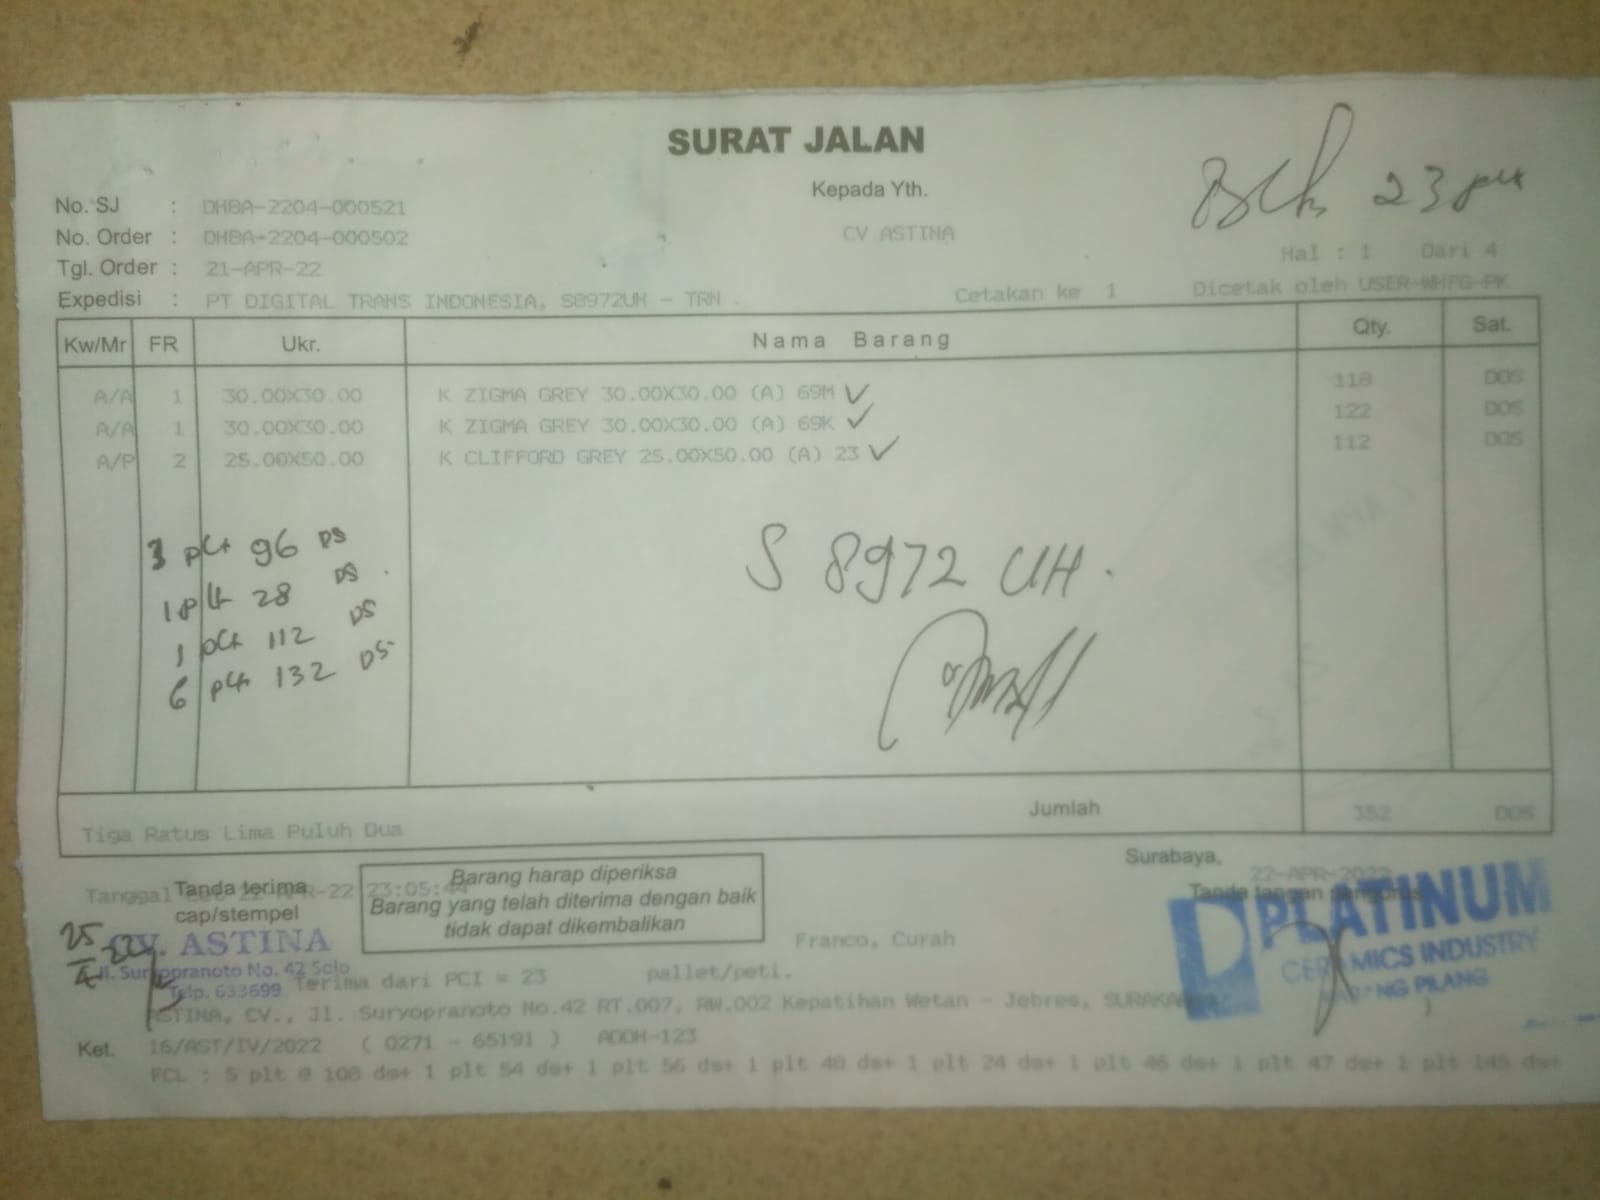 SURAT JALAN
Kepada Yth.
CV ASTINA
23 plt
No. SJ : DHBA-2204-000521
No. Order : DHBA-2204-000502
Tgl. Order : 21-APR-22
Expedisi : PT DIGITAL TRANS INDONESIA, S8972UH - TRN .
Hal : 1 Dari 4
Cetakan ke 1 Dicetak oleh USER-WHFG-PK
Kw/Mr FR Ukr. Nama Barang Qty. Sat.
A/A 1 30.00X30.00 K ZIGMA GREY 30.00X30.00 (A) 69M ✓ 118 DOS
A/A 1 30.00X30.00 K ZIGMA GREY 30.00X30.00 (A) 69K ✓ 122 DOS
A/P 2 25.00X50.00 K CLIFFORD GREY 25.00X50.00 (A) 23 ✓ 112 DOS
3 plt 96 DS
1 plt 28 DS .
1 plt 112 DS
6 plt 132 DS
S 8972 UH .
Jumlah 352 DOS
Tiga Ratus Lima Puluh Dua
Surabaya, 22-APR-2022
Tanggal 22-APR-22 23:05:44
Tanda terima
cap/stempel
Barang harap diperiksa
Barang yang telah diterima dengan baik
tidak dapat dikembalikan
Tanda tangan pengurus
25/4
CV. ASTINA
Jl. Suryopranoto No. 42 Solo
Telp. 633699
PLATINUM
CERAMICS INDUSTRY
KARANG PILANG
Franco, Curah
Terima dari PCI = 23 pallet/peti.
ASTINA, CV., Jl. Suryopranoto No.42 RT.007, RW.002 Kepatihan Wetan - Jebres, SURAKARTA
Ket. 16/AST/IV/2022 ( 0271 - 65191 ) ADDH-123
FCL : 5 plt @ 108 ds+ 1 plt 54 ds+ 1 plt 56 ds+ 1 plt 48 ds+ 1 plt 24 ds+ 1 plt 46 ds+ 1 plt 47 ds+ 1 plt 145 ds+